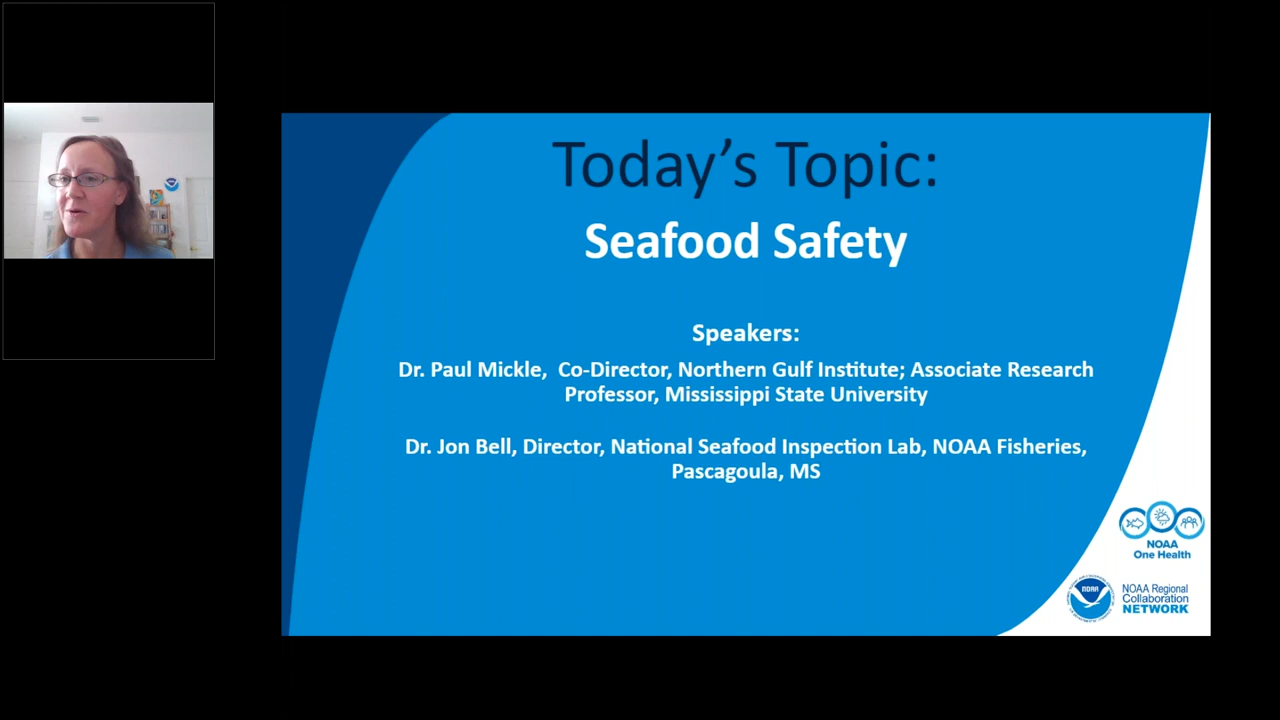 Today's Topic:
Seafood Safety
Speakers:
Dr. Paul Mickle, Co-Director, Northern Gulf Institute; Associate Research
Professor, Mississippi State University
Dr. Jon Bell, Director, National Seafood Inspection Lab, NOAA Fisheries,
Pascagoula, MS
NOAA
One Health
NOAA
NOAA Regional
Collaboration
NETWORK